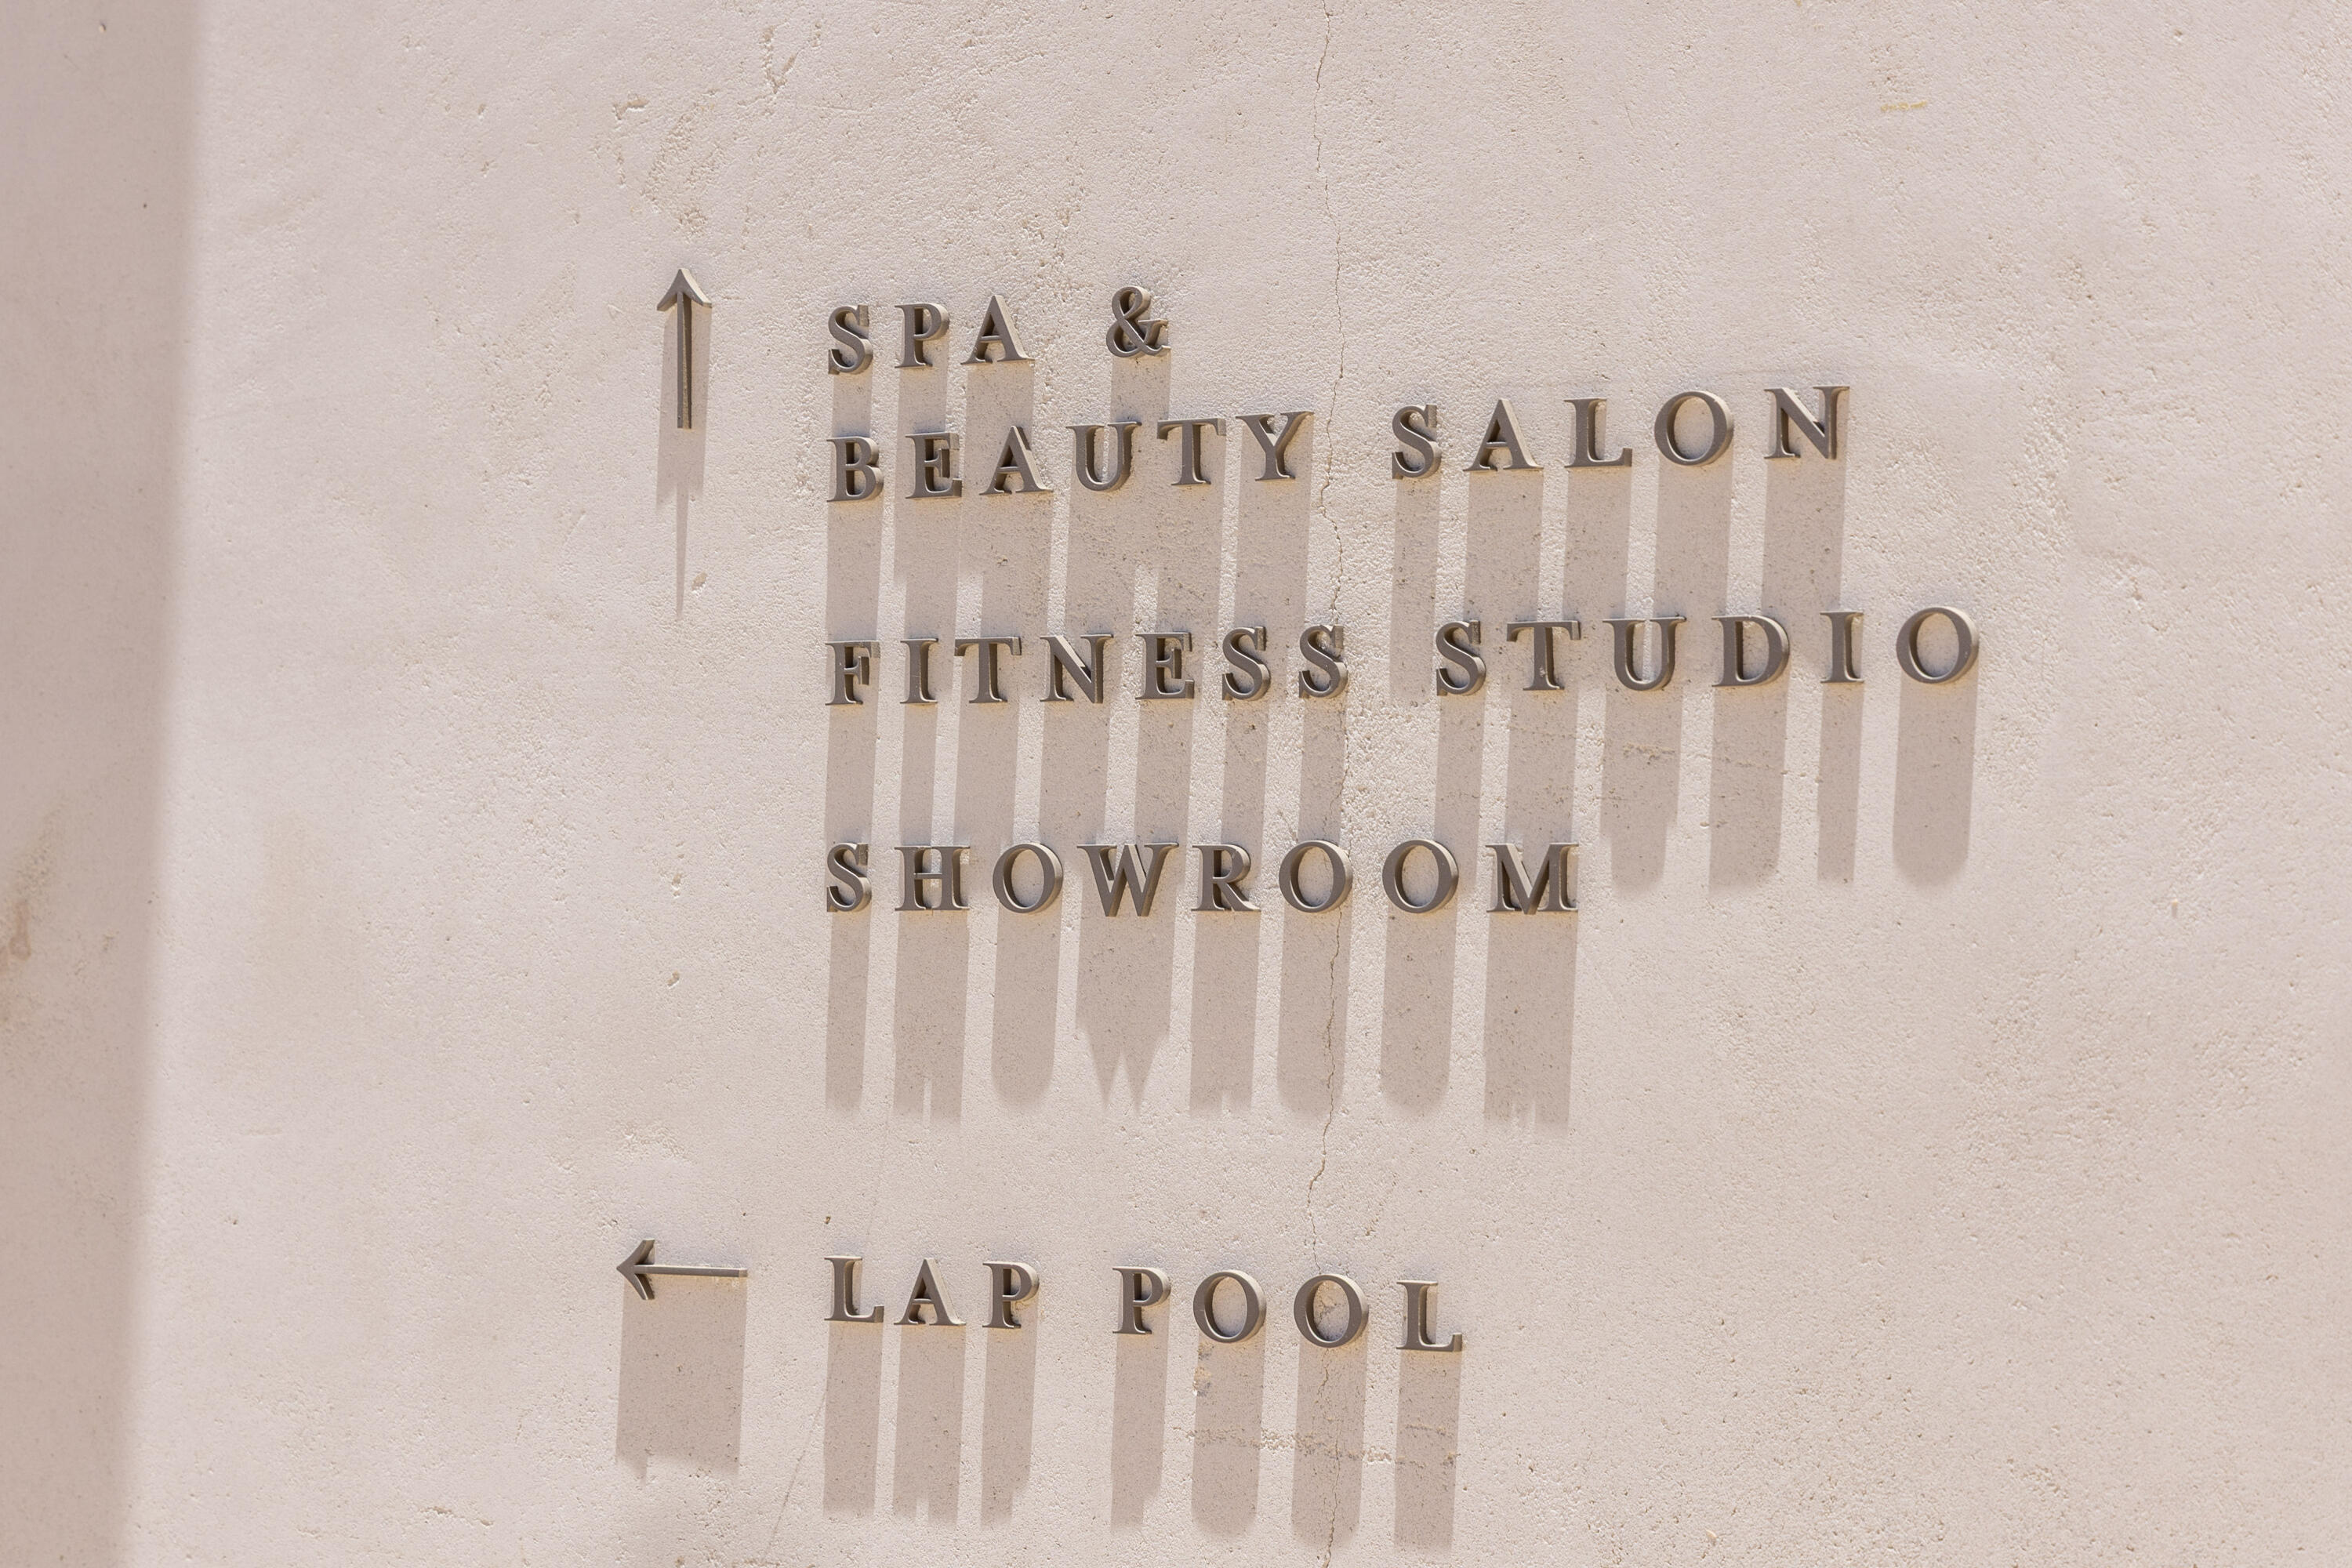 SPA &
BEAUTY SALON
FITNESS STUDIO
SHOWROOM
LAP POOL